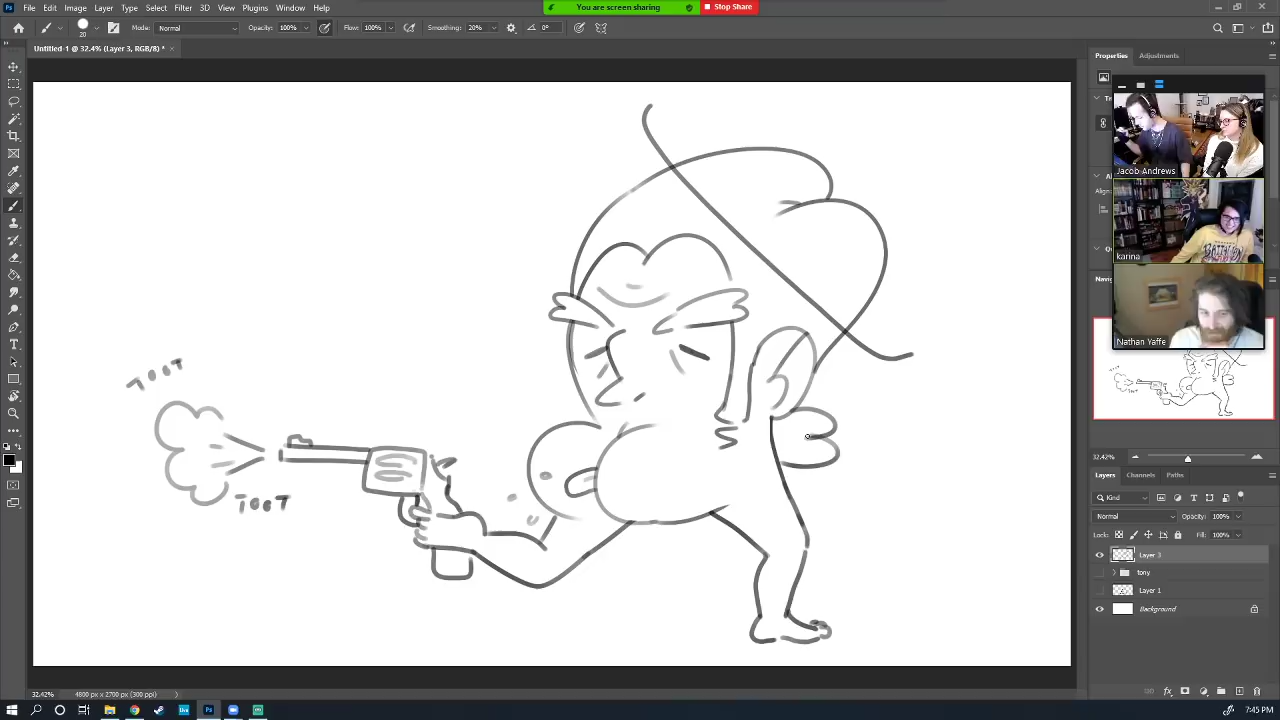 You are screen sharing
Stop Share
File Edit Image Layer Type Select Filter 3D View Plugins Window Help
20
Mode: Normal
Opacity: 100%
Flow: 100%
Smoothing: 20%
0°
Untitled-1 @ 32.4% (Layer 3, RGB/8) *
Properties Adjustments
Jacob Andrews
karina
Nathan Yaffe
TOOT
TOOT
32.42%
Layers Channels Paths
Kind
Normal
Opacity: 100%
Lock:
Fill: 100%
Layer 3
tony
Layer 1
Background
32.42%
4800 px x 2700 px (300 ppi)
7:45 PM